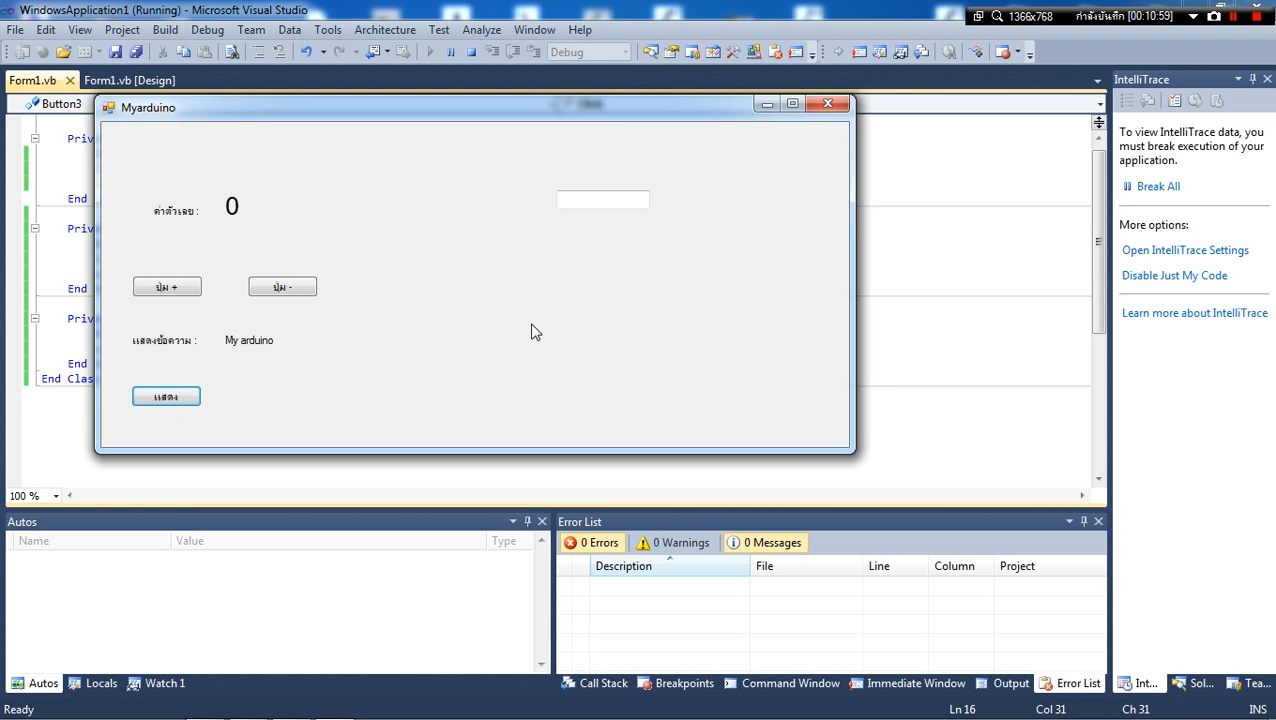 WindowsApplication1 (Running) - Microsoft Visual Studio
1366x768 กำลังบันทึก [00:10:59]
File Edit View Project Build Debug Team Data Tools Architecture Test Analyze Window Help
Debug
Form1.vb Form1.vb [Design]
IntelliTrace
Button3
Click
Myarduino
Priv
End
Priv
End
Priv
End
End Clas
ค่าตัวเลข : 0
ปุ่ม + ปุ่ม -
แสดงข้อความ : My arduino
แสดง
To view IntelliTrace data, you
must break execution of your
application.
Break All
More options:
Open IntelliTrace Settings
Disable Just My Code
Learn more about IntelliTrace
100 %
Autos
Name Value Type
Error List
0 Errors 0 Warnings 0 Messages
Description File Line Column Project
Autos Locals Watch 1
Call Stack Breakpoints Command Window Immediate Window Output Error List
Int... Sol... Tea...
Ready Ln 16 Col 31 Ch 31 INS